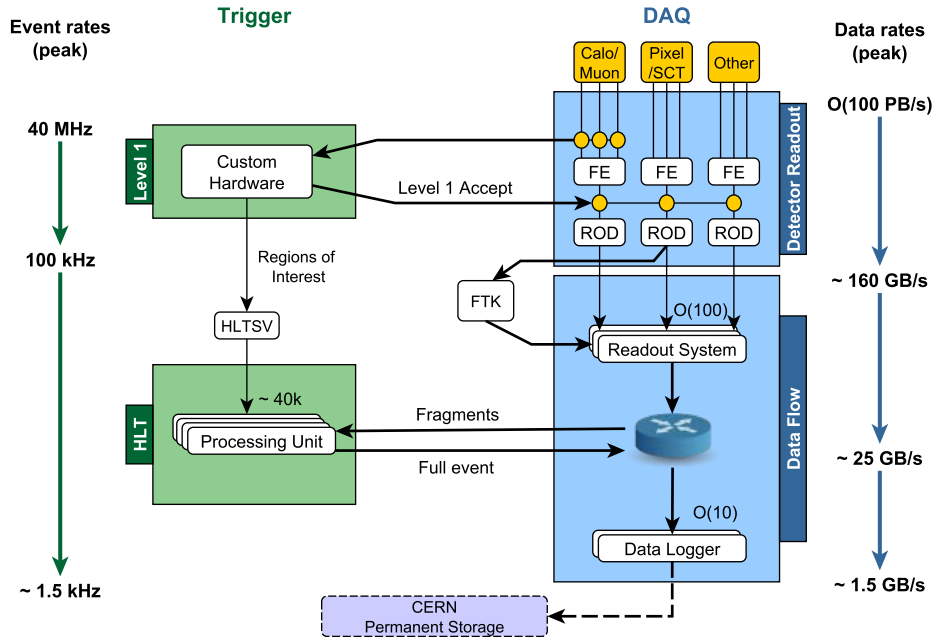 Trigger
DAQ
Event rates
(peak)
Data rates
(peak)
Calo/
Muon
Pixel
/SCT
Other
40 MHz
O(100 PB/s)
Level 1
Custom
Hardware
Level 1 Accept
FE
FE
FE
ROD
ROD
ROD
Detector Readout
100 kHz
Regions of
Interest
~ 160 GB/s
FTK
HLTSV
O(100)
Readout System
HLT
~ 40k
Processing Unit
Fragments
Full event
Data Flow
~ 25 GB/s
O(10)
Data Logger
~ 1.5 kHz
~ 1.5 GB/s
CERN
Permanent Storage